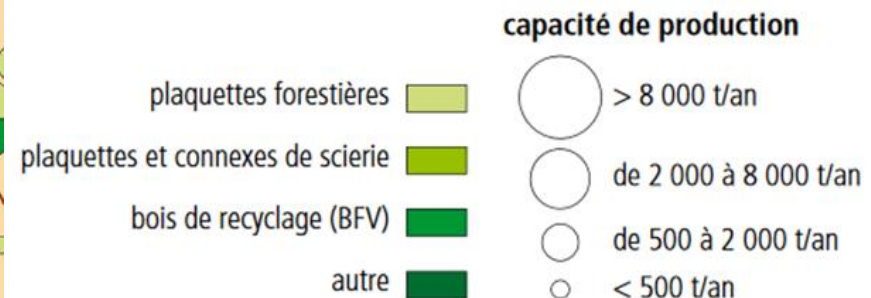 capacité de production
plaquettes forestières
> 8 000 t/an
plaquettes et connexes de scierie
de 2 000 à 8 000 t/an
bois de recyclage (BFV)
de 500 à 2 000 t/an
autre
< 500 t/an